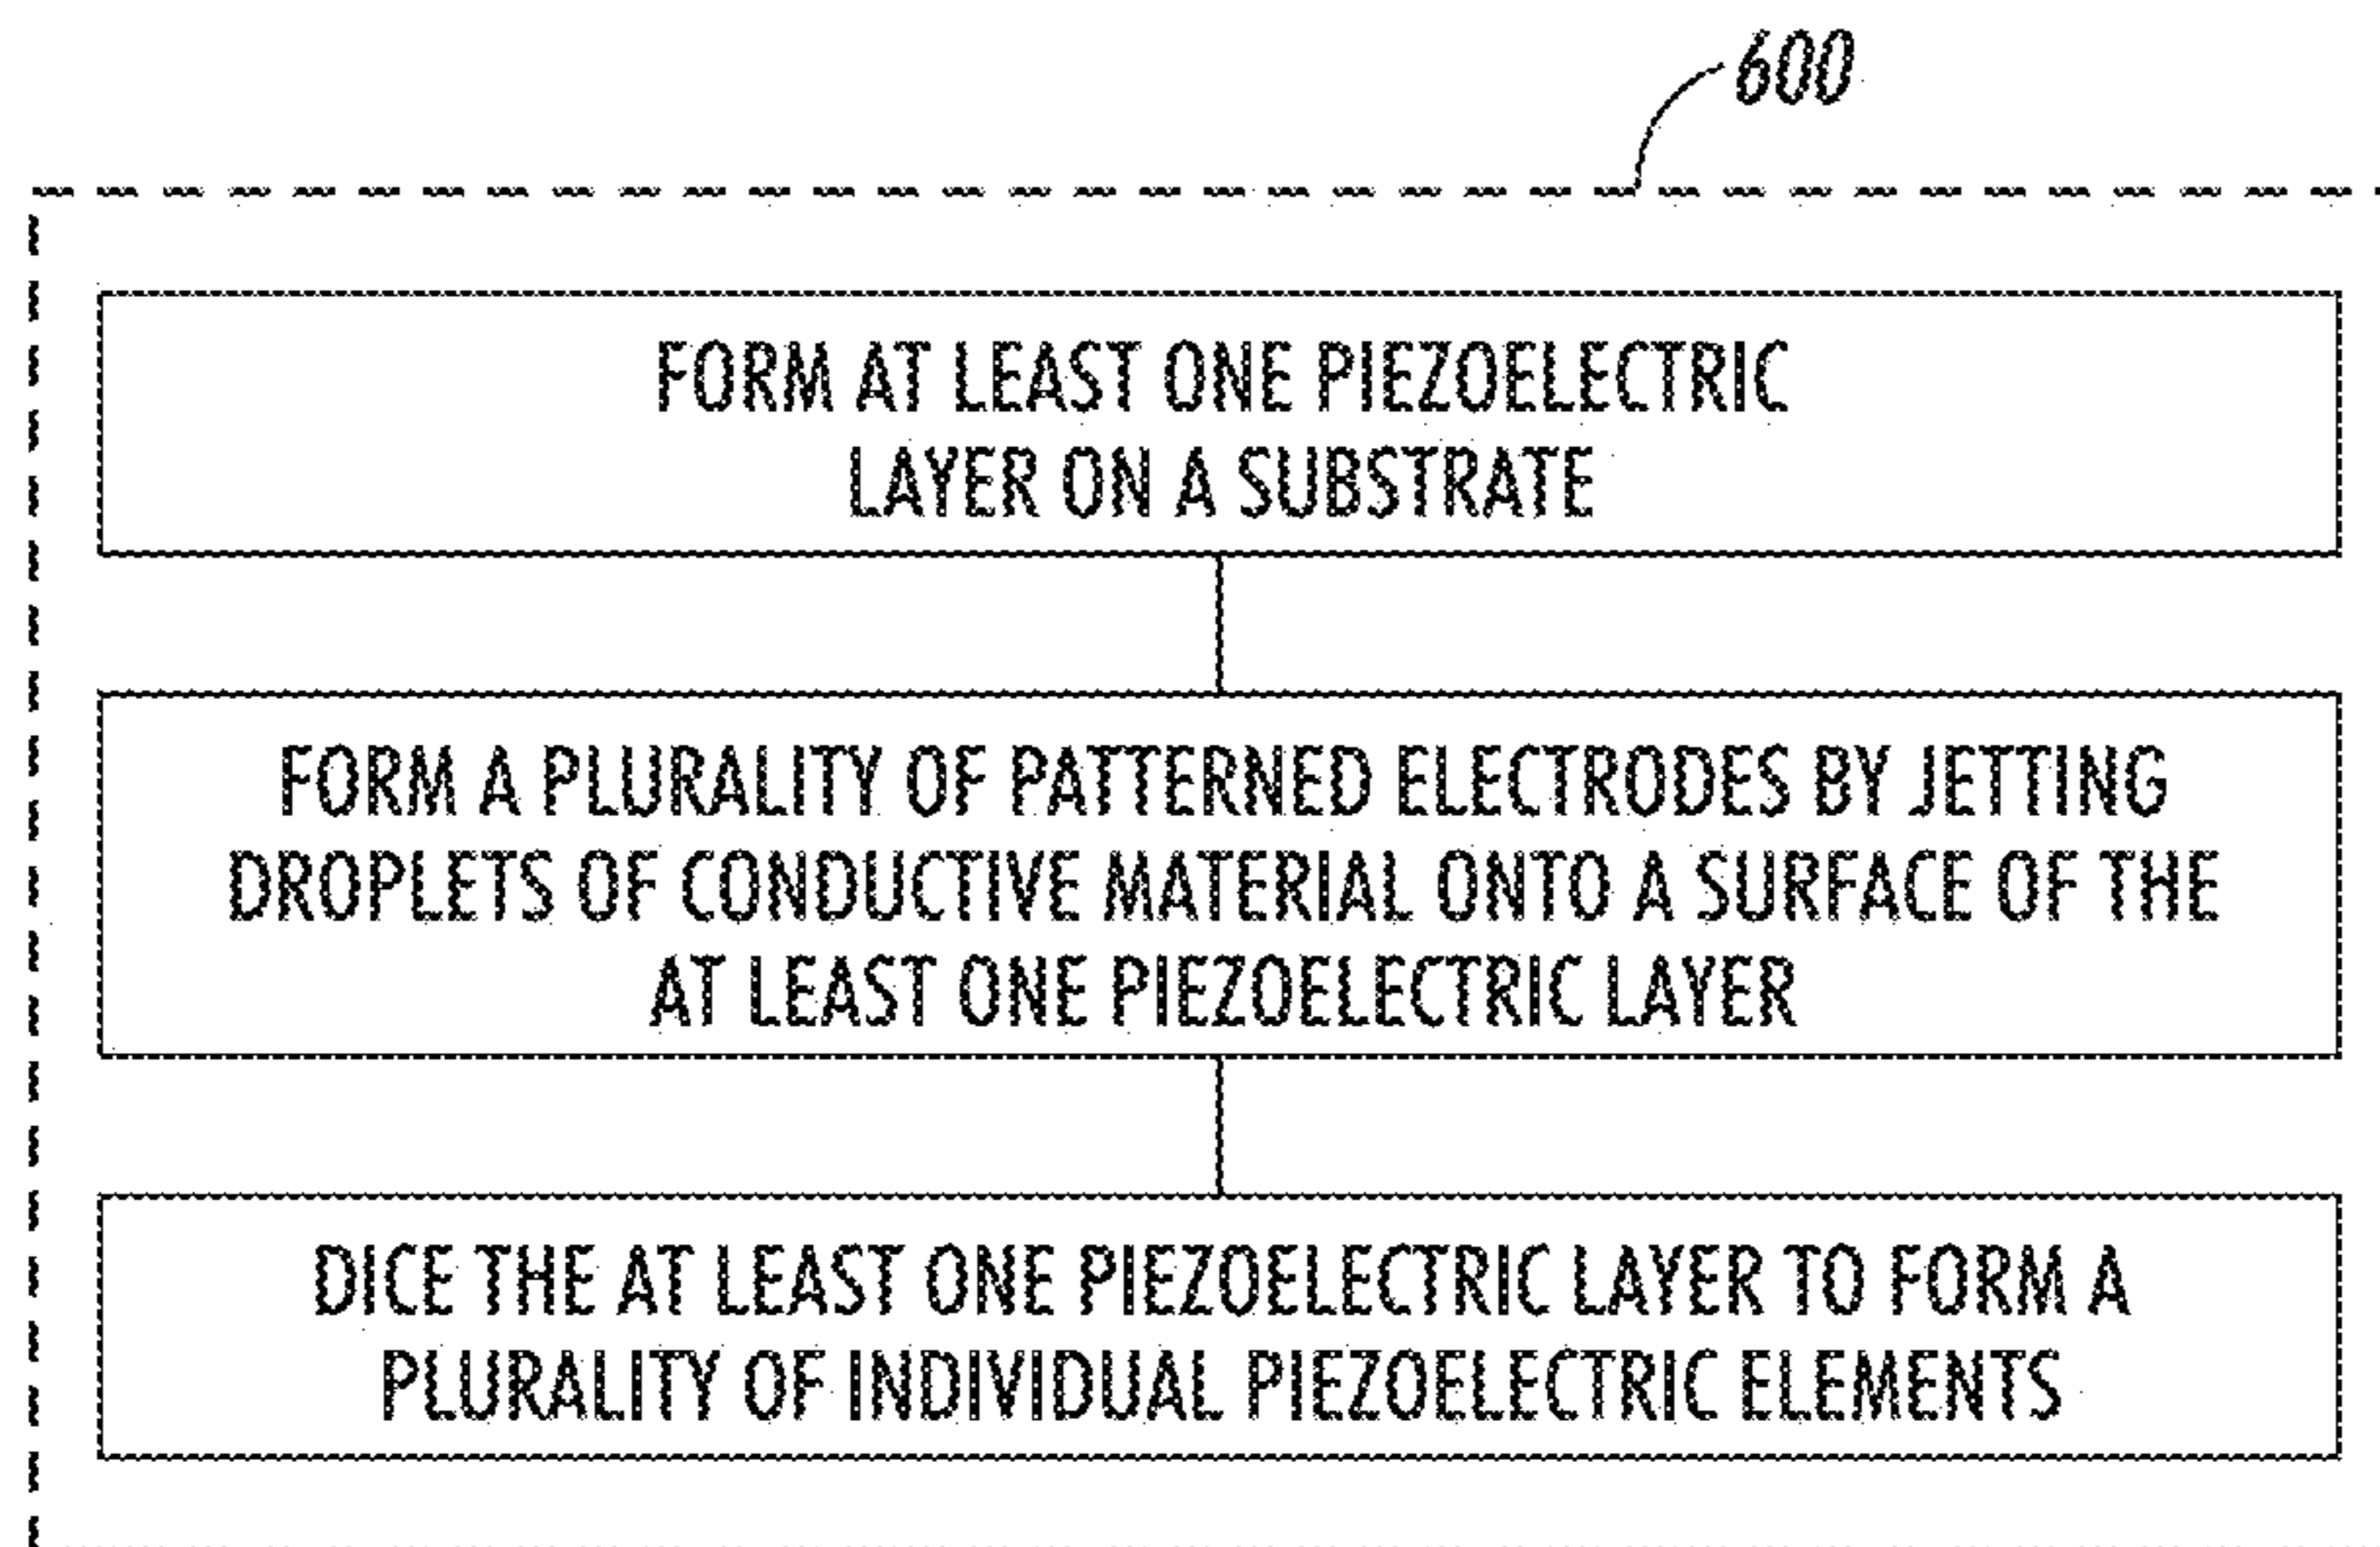 600
FORM AT LEAST ONE PIEZOELECTRIC
LAYER ON A SUBSTRATE
FORM A PLURALITY OF PATTERNED ELECTRODES BY JETTING
DROPLETS OF CONDUCTIVE MATERIAL ONTO A SURFACE OF THE
AT LEAST ONE PIEZOELECTRIC LAYER
DICE THE AT LEAST ONE PIEZOELECTRIC LAYER TO FORM A
PLURALITY OF INDIVIDUAL PIEZOELECTRIC ELEMENTS